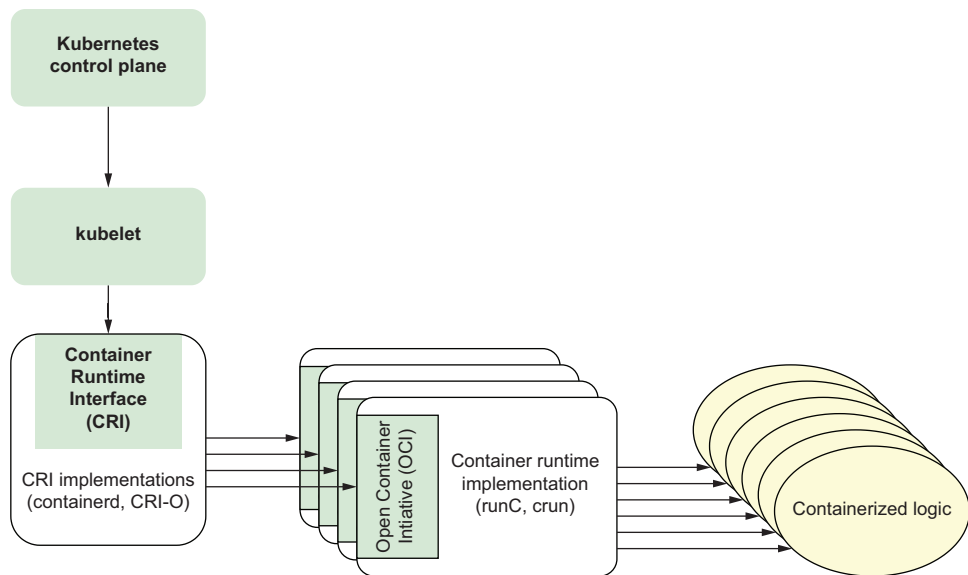 Kubernetes
control plane
kubelet
Container
Runtime
Interface
(CRI)
CRI implementations
(containerd, CRI-O)
Open Container
Intiative (OCI)
Container runtime
implementation
(runC, crun)
Containerized logic